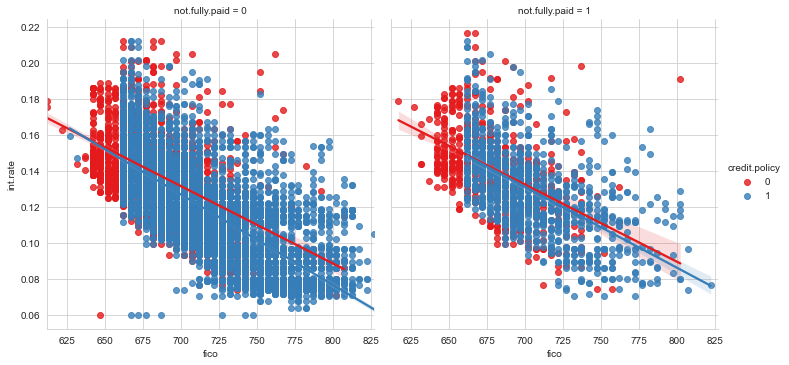 not.fully.paid = 0
not.fully.paid = 1
0.22
0.20
0.18
0.16
0.14
0.12
0.10
0.08
0.06
int.rate
625 650 675 700 725 750 775 800 825
625 650 675 700 725 750 775 800 825
fico
fico
credit.policy
0
1